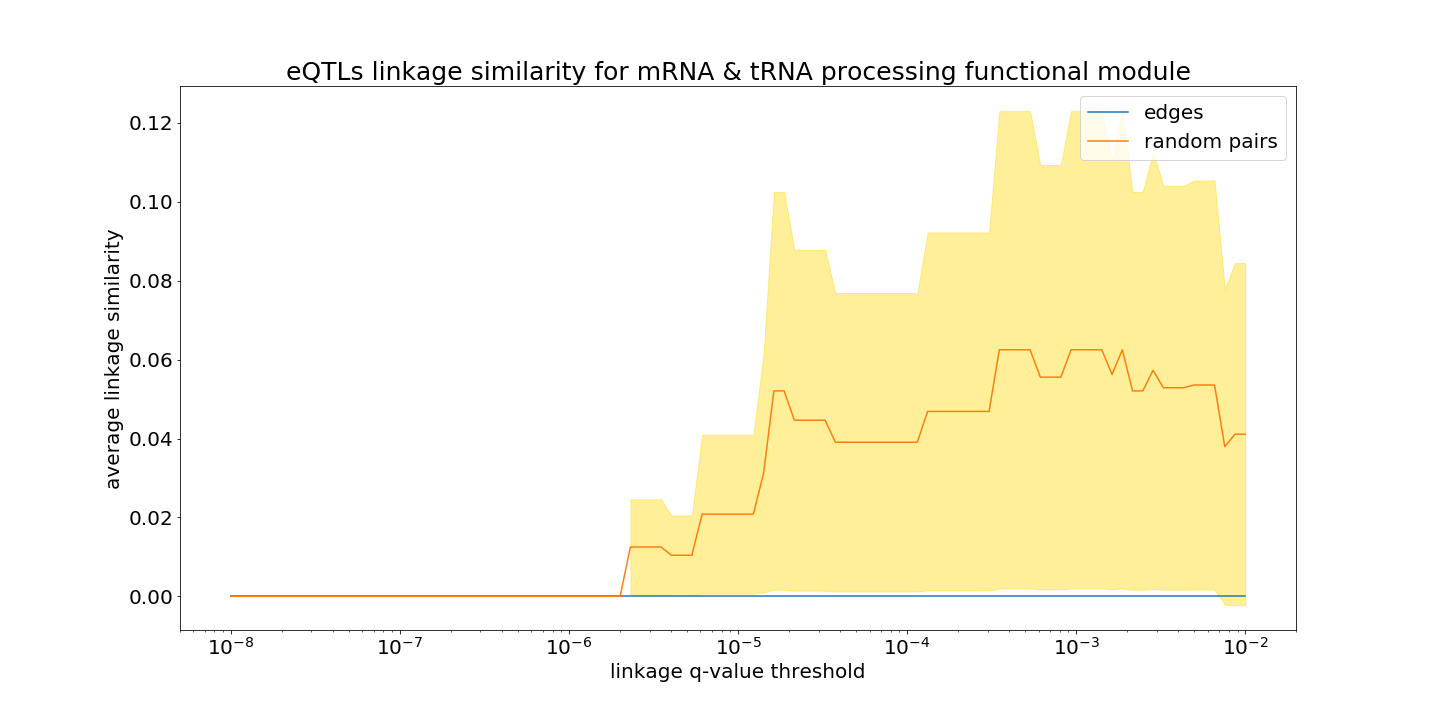 eQTLs linkage similarity for mRNA & tRNA processing functional module
edges
random pairs
0.12
0.10
0.08
0.06
0.04
0.02
0.00
average linkage similarity
10⁻⁸ 10⁻⁷ 10⁻⁶ 10⁻⁵ 10⁻⁴ 10⁻³ 10⁻²
linkage q-value threshold